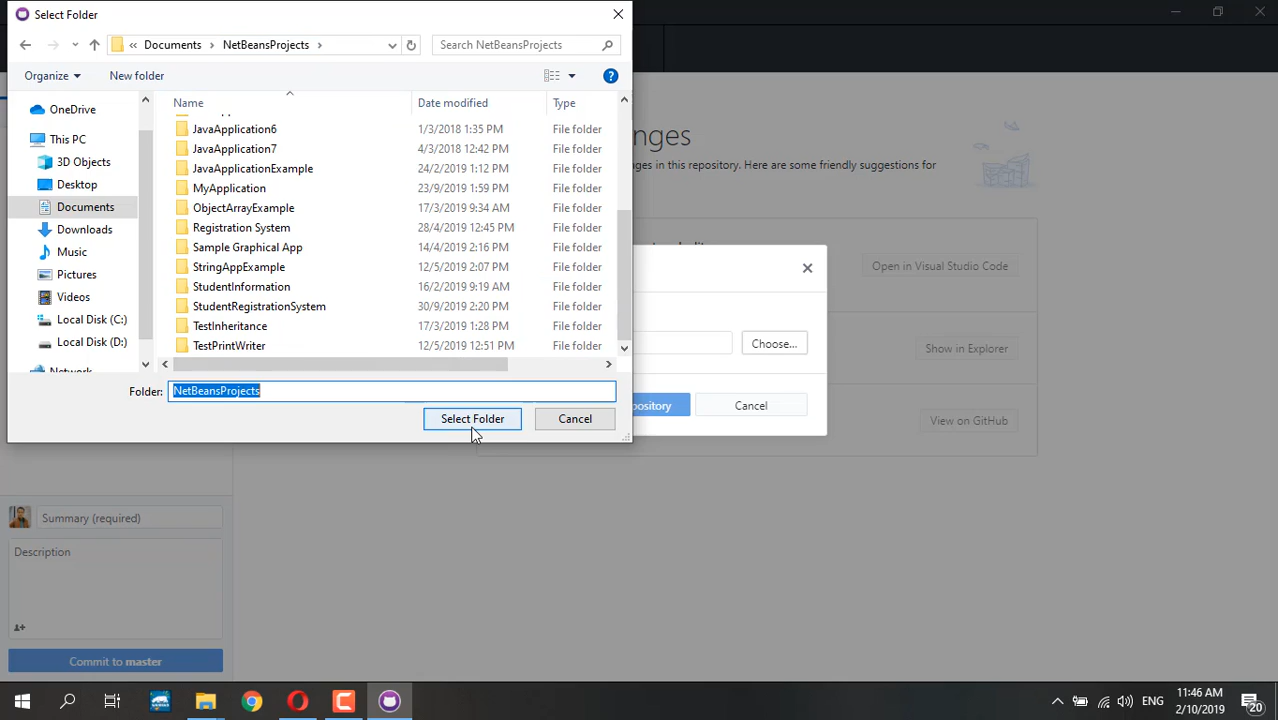 Select Folder
Documents
NetBeansProjects
Search NetBeansProjects
Organize
New folder
Name
Date modified
Type
OneDrive
This PC
3D Objects
Desktop
Documents
Downloads
Music
Pictures
Videos
Local Disk (C:)
Local Disk (D:)
Network
JavaApplication6 1/3/2018 1:35 PM File folder
JavaApplication7 4/3/2018 12:42 PM File folder
JavaApplicationExample 24/2/2019 1:12 PM File folder
MyApplication 23/9/2019 1:59 PM File folder
ObjectArrayExample 17/3/2019 9:34 AM File folder
Registration System 28/4/2019 12:45 PM File folder
Sample Graphical App 14/4/2019 2:16 PM File folder
StringAppExample 12/5/2019 2:07 PM File folder
StudentInformation 16/2/2019 9:19 AM File folder
StudentRegistrationSystem 30/9/2019 2:20 PM File folder
TestInheritance 17/3/2019 1:28 PM File folder
TestPrintWriter 12/5/2019 12:51 PM File folder
Folder: NetBeansProjects
Select Folder
Cancel
nges
ges in this repository. Here are some friendly suggestions for
Open in Visual Studio Code
Choose...
Show in Explorer
pository
Cancel
View on GitHub
Summary (required)
Description
Commit to master
ENG
11:46 AM
2/10/2019
20